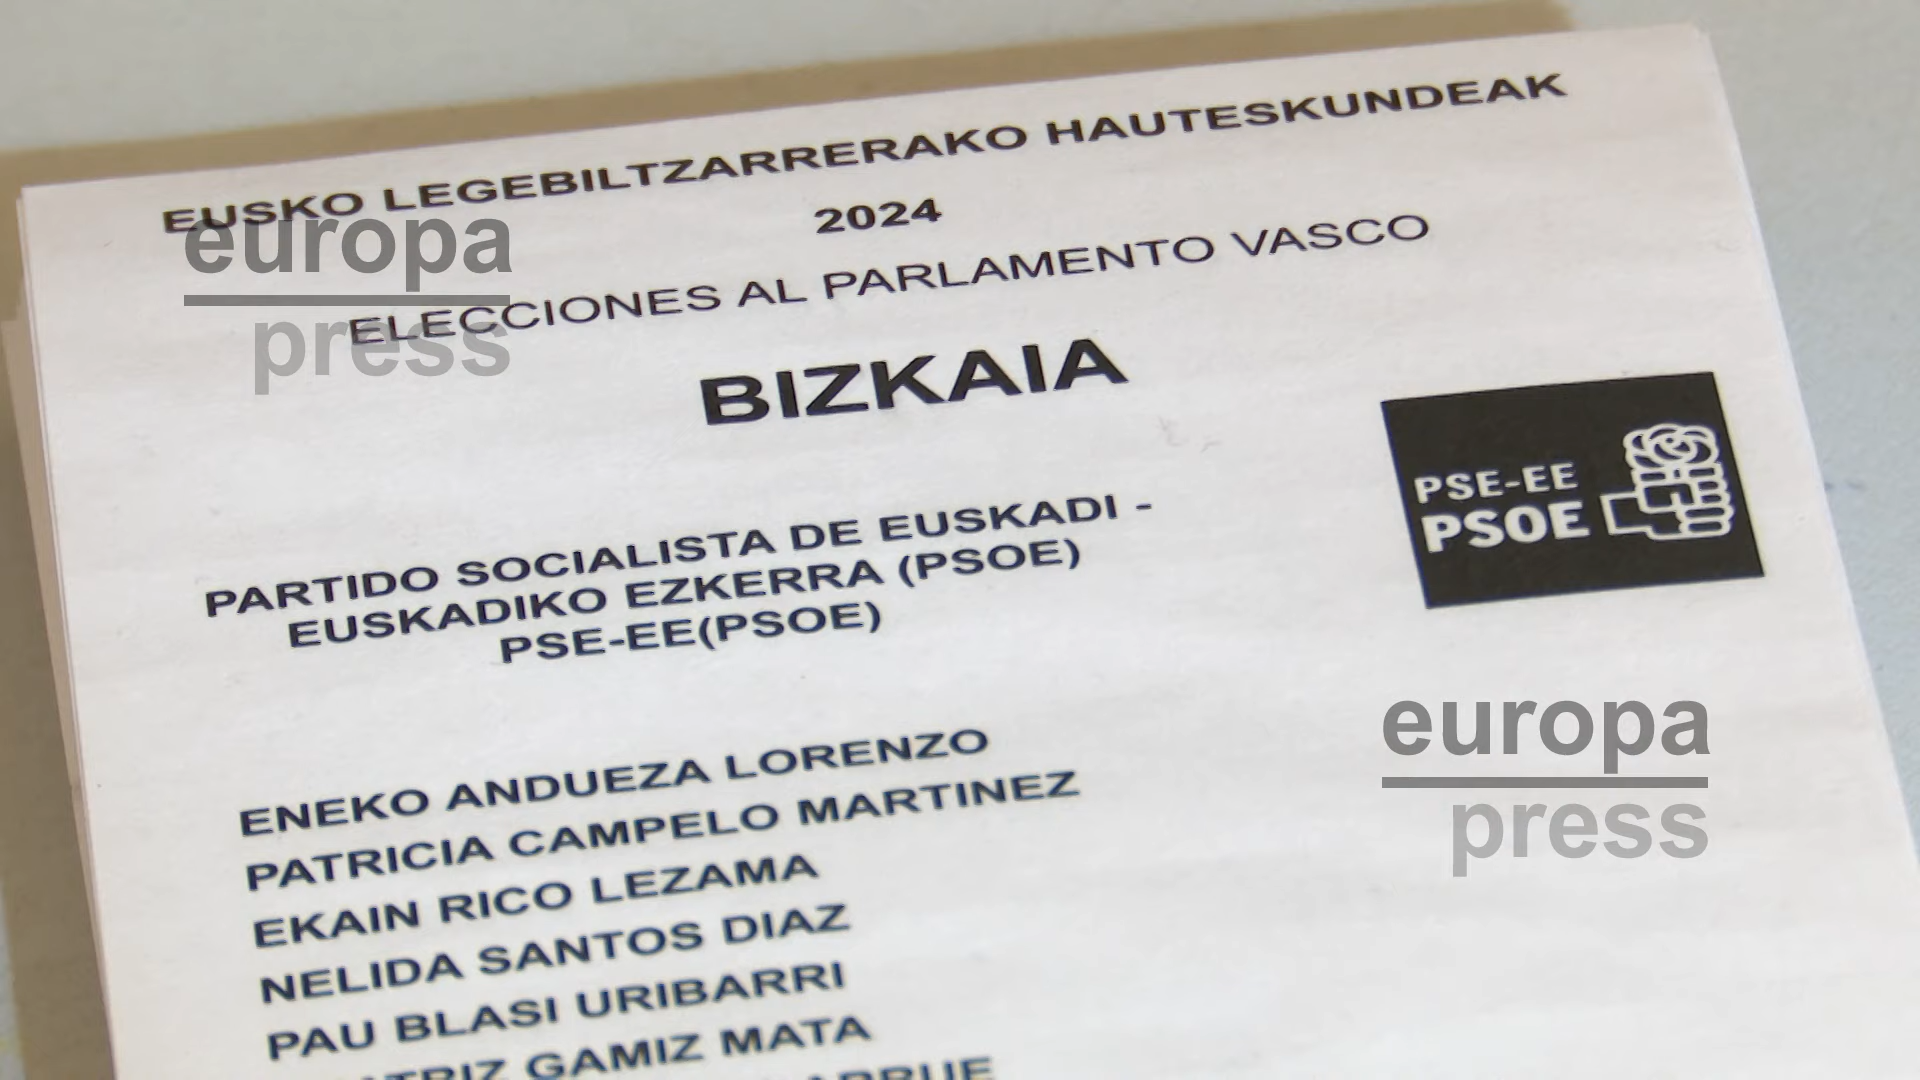 EUSKO LEGEBILTZARRERAKO HAUTESKUNDEAK
2024
ELECCIONES AL PARLAMENTO VASCO
BIZKAIA
PARTIDO SOCIALISTA DE EUSKADI -
EUSKADIKO EZKERRA (PSOE)
PSE-EE(PSOE)
PSE-EE
PSOE
ENEKO ANDUEZA LORENZO
PATRICIA CAMPELO MARTINEZ
EKAIN RICO LEZAMA
NELIDA SANTOS DIAZ
PAU BLASI URIBARRI
GAMIZ MATA
europa
press
europa
press